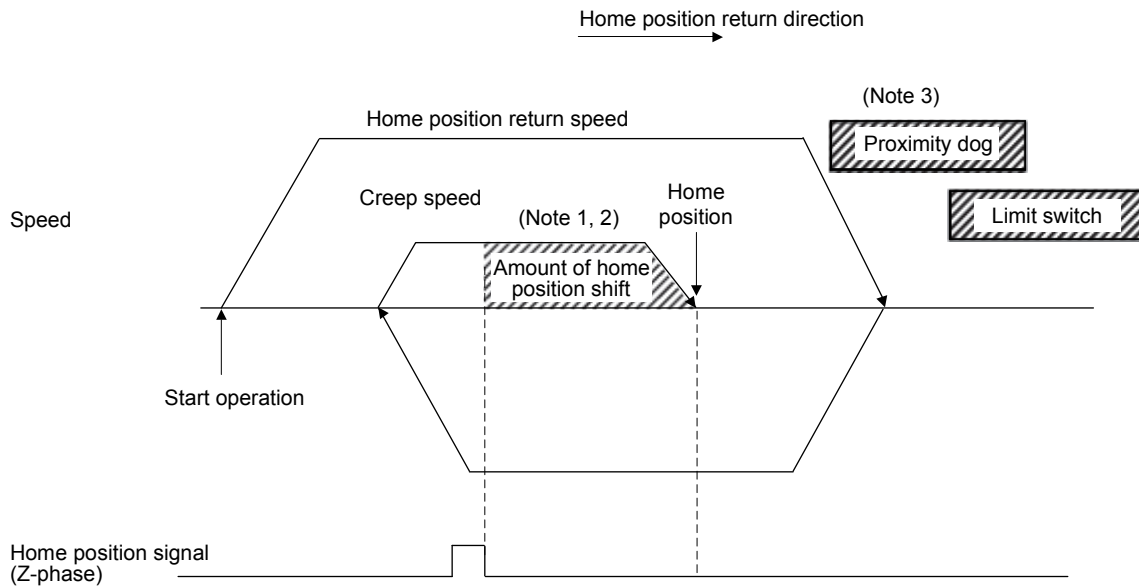 Home position return direction
(Note 3)
Home position return speed
Proximity dog
Creep speed
Home
position
Speed
(Note 1, 2)
Limit switch
Amount of home
position shift
Start operation
Home position signal
(Z-phase)